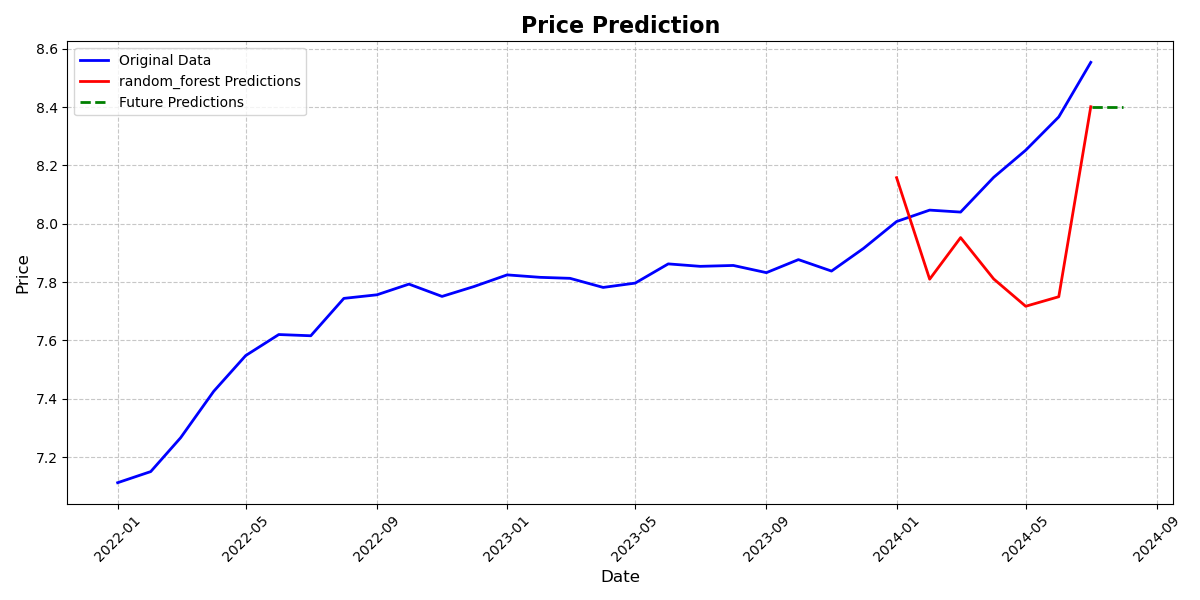 Price Prediction
Original Data
random_forest Predictions
Future Predictions
Price
8.6
8.4
8.2
8.0
7.8
7.6
7.4
7.2
2022-01
2022-05
2022-09
2023-01
2023-05
2023-09
2024-01
2024-05
2024-09
Date